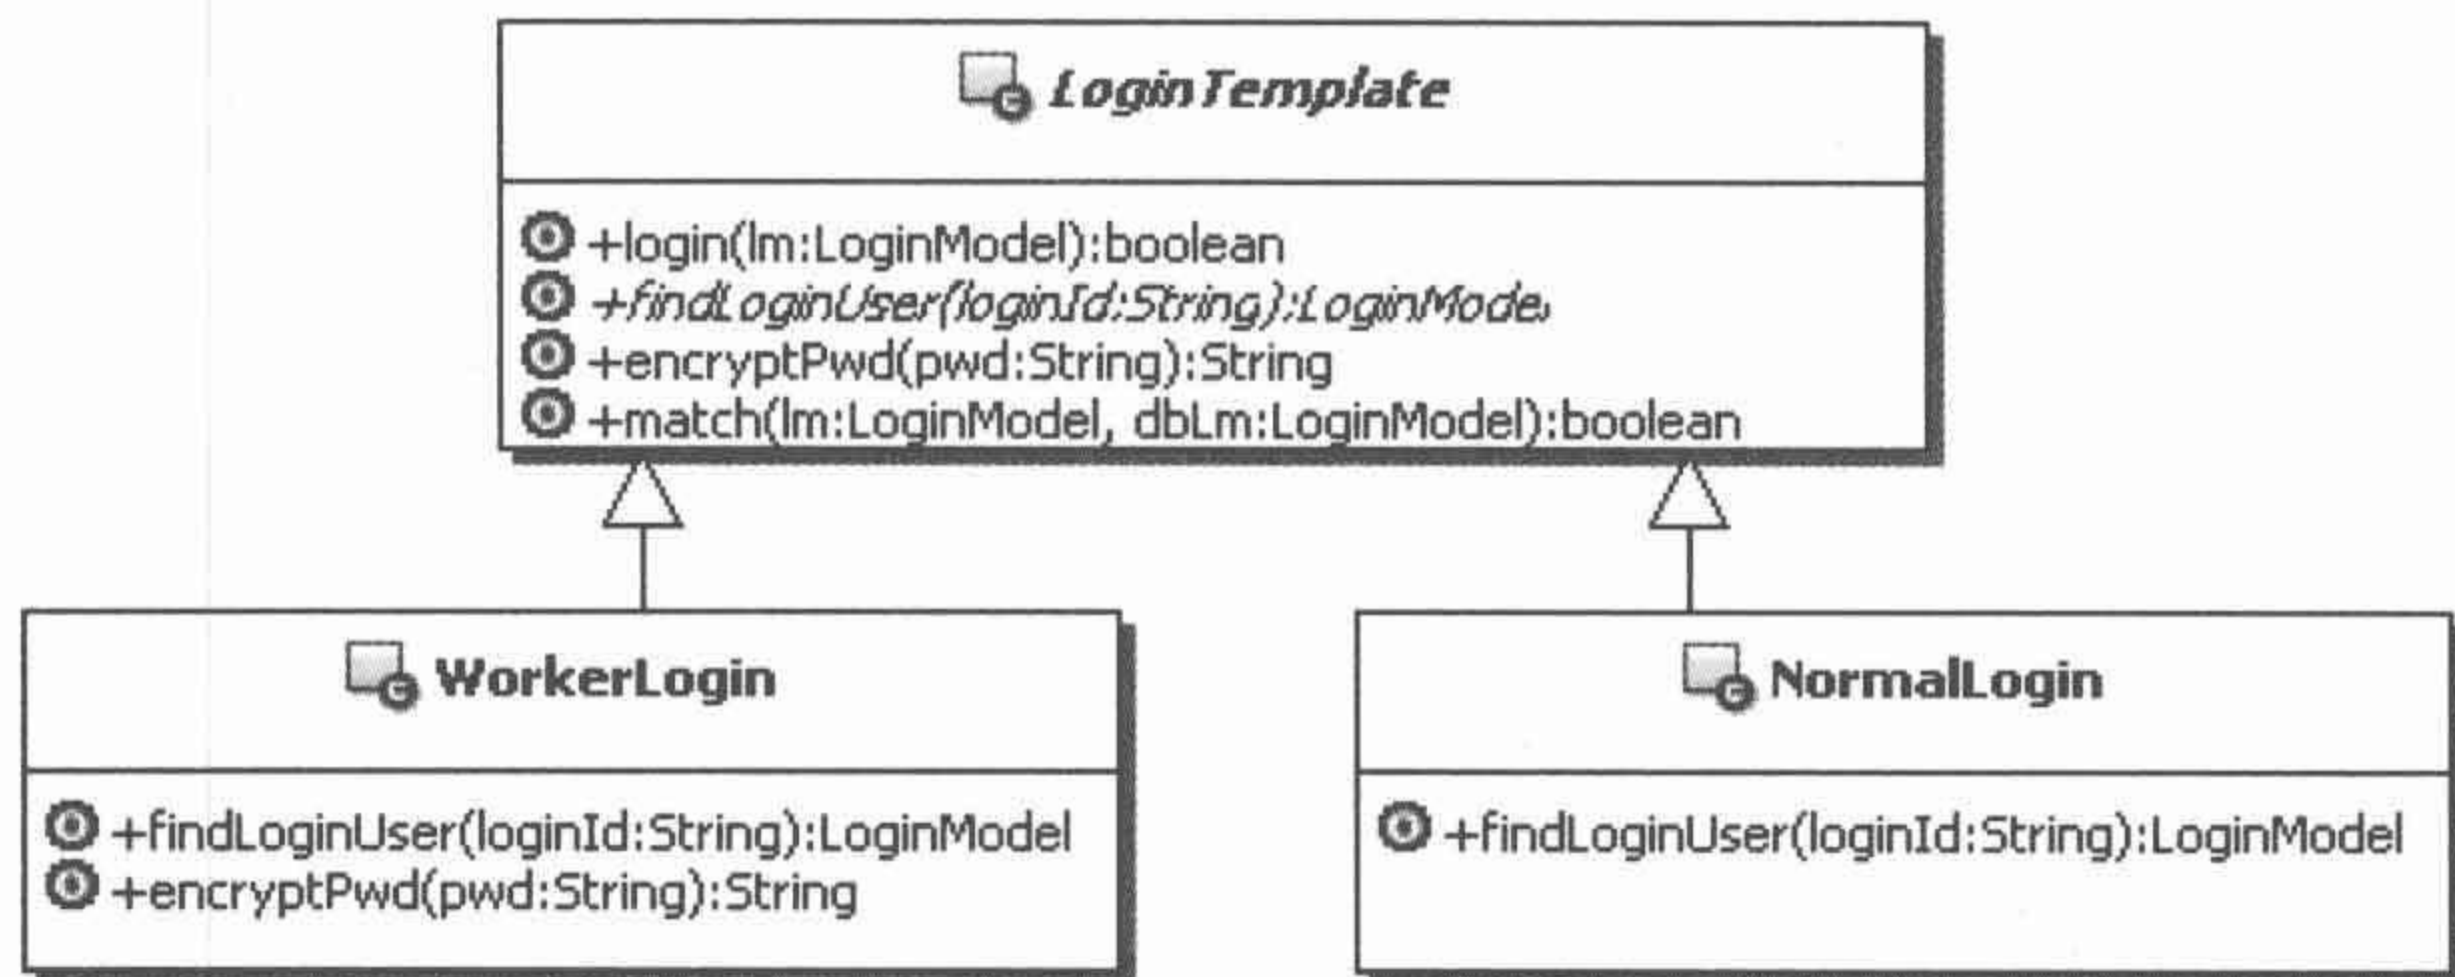 LoginTemplate
+login(lm:LoginModel):boolean
+findLoginUser(loginId:String):LoginModel
+encryptPwd(pwd:String):String
+match(lm:LoginModel, dbLm:LoginModel):boolean
WorkerLogin
NormalLogin
+findLoginUser(loginId:String):LoginModel
+encryptPwd(pwd:String):String
+findLoginUser(loginId:String):LoginModel